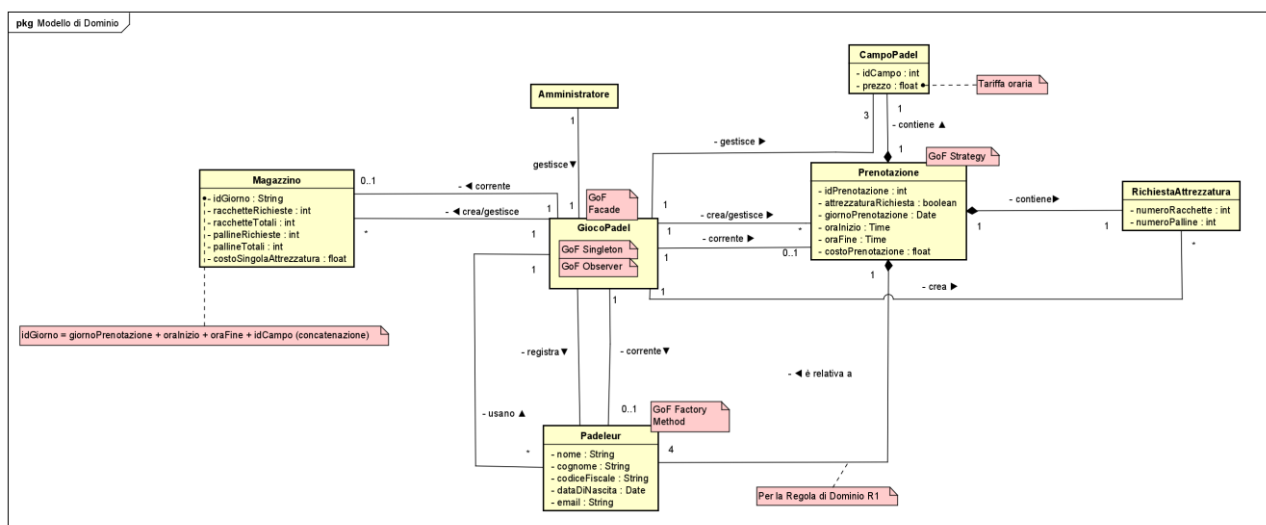 pkg Modello di Dominio
CampoPadel
- idCampo : int
- prezzo : float
Tariffa oraria
Amministratore
1
3
1
- contiene ▲
- gestisce ►
gestisce▼
1
GoF Strategy
Magazzino
- idGiorno : String
- racchetteRichieste : int
- racchetteTotali : int
- pallineRichieste : int
- pallineTotali : int
- costoSingolaAttrezzatura : float
0..1
- ◄ corrente
- ◄ crea/gestisce
*
1
1
1
1
GoF
Facade
GiocoPadel
GoF Singleton
GoF Observer
1
1
1
1
- crea/gestisce ►
- corrente ►
*
0..1
Prenotazione
- idPrenotazione : int
- attrezzaturaRichiesta : boolean
- giornoPrenotazione : Date
- oraInizio : Time
- oraFine : Time
- costoPrenotazione : float
- contiene►
1
1
RichiestaAttrezzatura
- numeroRacchette : int
- numeroPalline : int
*
1
1
1
- crea ►
idGiorno = giornoPrenotazione + oraInizio + oraFine + idCampo (concatenazione)
- registra▼
- corrente▼
- ◄ è relativa a
- usano ▲
0..1
GoF Factory
Method
*
Padeleur
- nome : String
- cognome : String
- codiceFiscale : String
- dataDiNascita : Date
- email : String
4
Per la Regola di Dominio R1